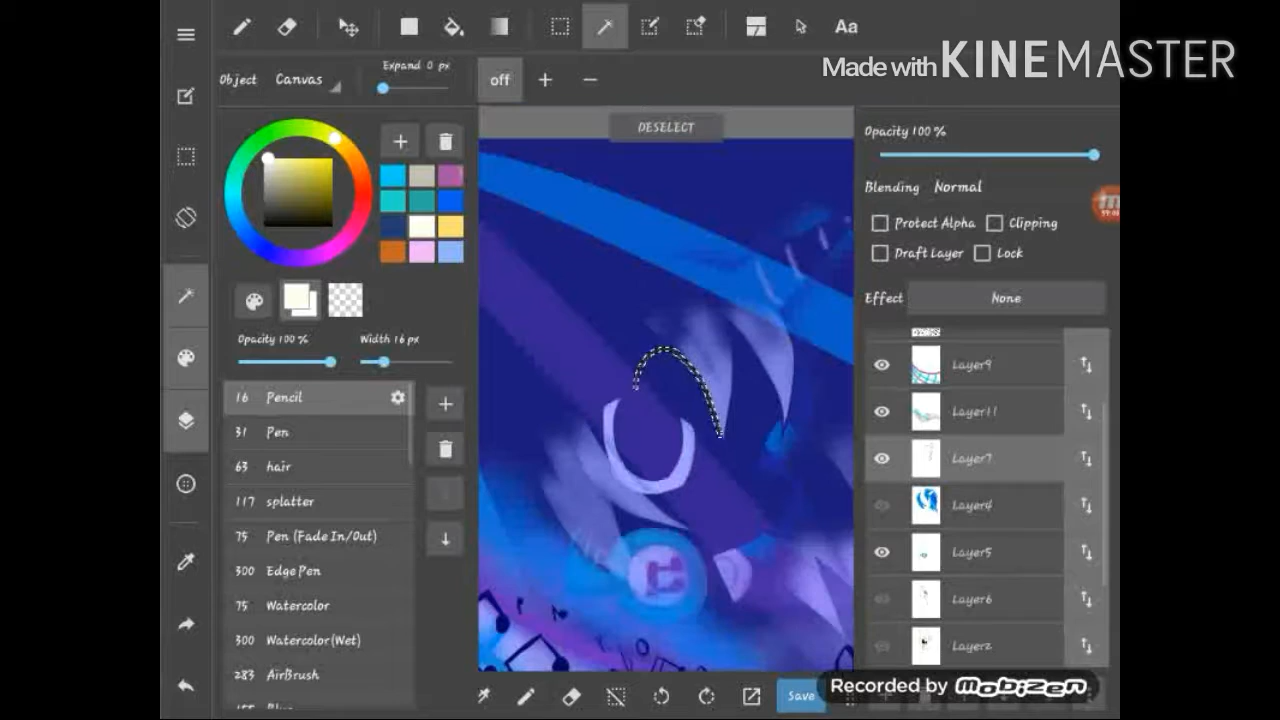 Aa
Made with KINEMASTER
Object Canvas
Expand 0 px
off
DESELECT
Opacity 100 %
Blending Normal
Protect Alpha
Clipping
Draft Layer
Lock
Effect None
Opacity 100 %
Width 16 px
16 Pencil
31 Pen
63 hair
117 splatter
75 Pen (Fade In/Out)
300 Edge Pen
75 Watercolor
300 Watercolor(Wet)
283 AirBrush
Layer9
Layer11
Layer7
Layer4
Layer5
Layer6
Layer2
Save
Recorded by mobizen